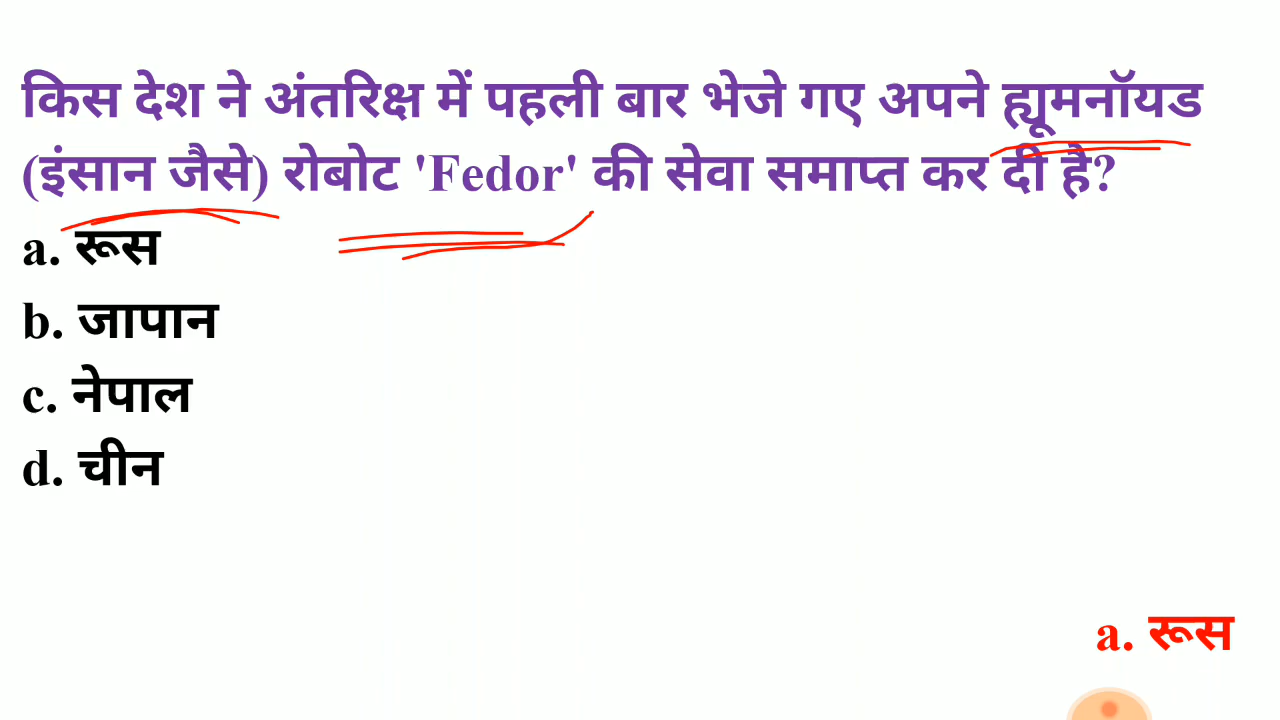 किस देश ने अंतरिक्ष में पहली बार भेजे गए अपने ह्यूमनॉयड
(इंसान जैसे) रोबोट 'Fedor' की सेवा समाप्त कर दी है?
a. रूस
b. जापान
c. नेपाल
d. चीन
a. रूस